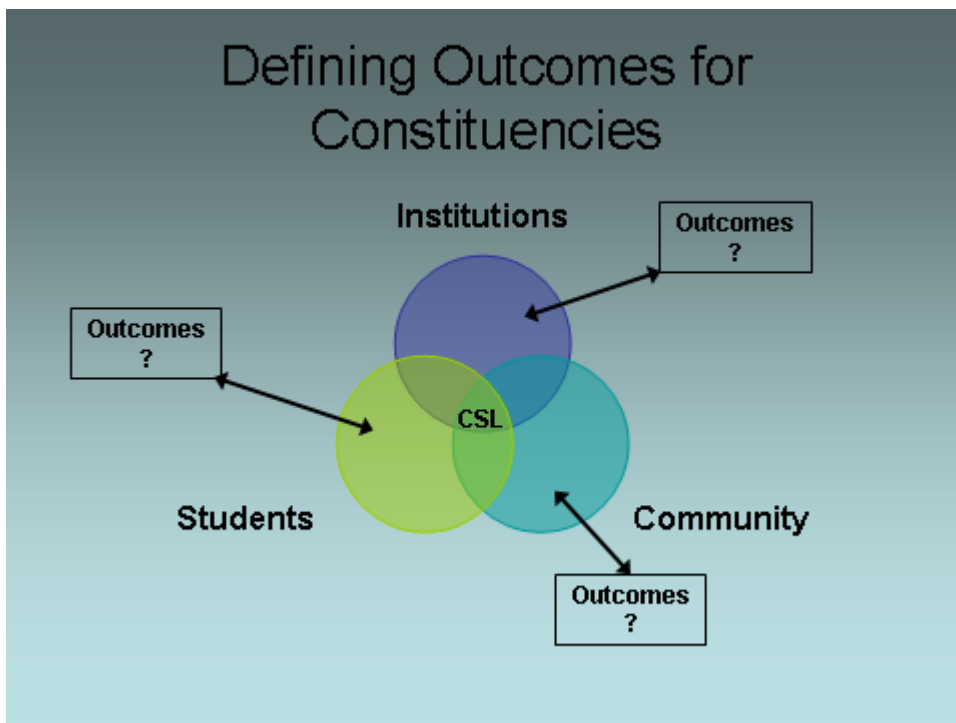 Defining Outcomes for
Constituencies
Institutions
Outcomes
?
Outcomes
?
CSL
Students
Community
Outcomes
?